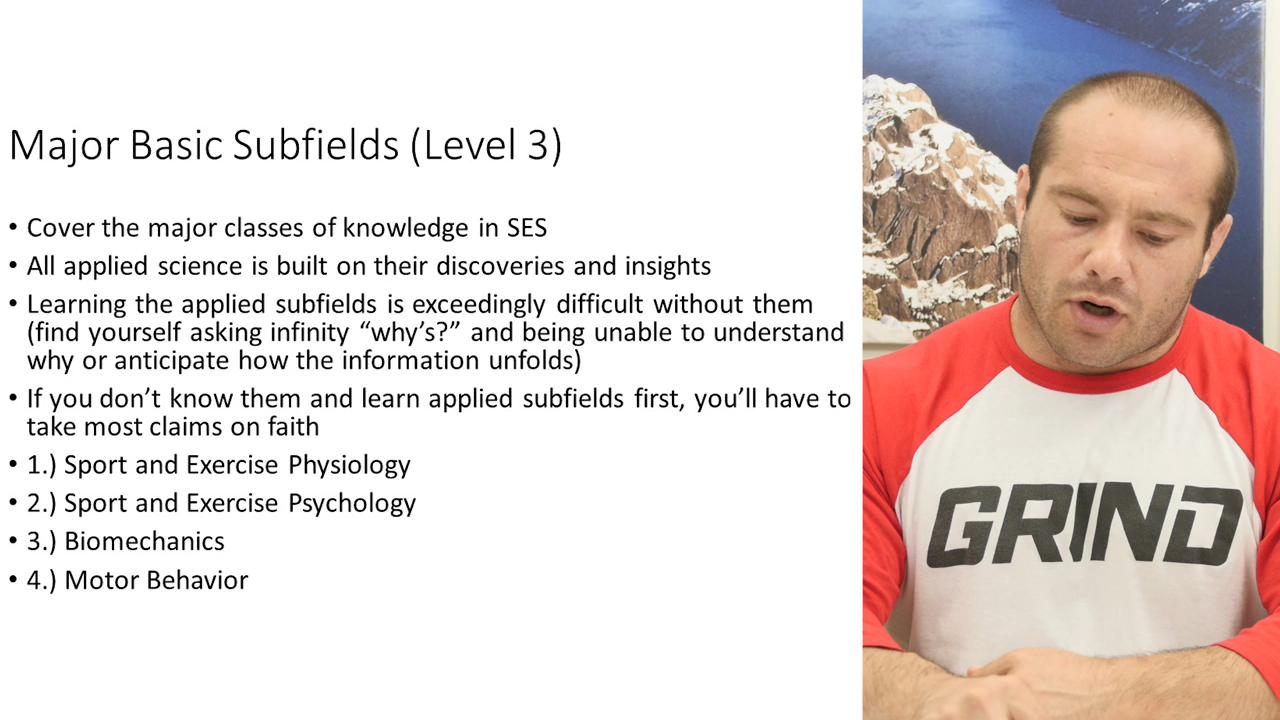 Major Basic Subfields (Level 3)
• Cover the major classes of knowledge in SES
• All applied science is built on their discoveries and insights
• Learning the applied subfields is exceedingly difficult without them
(find yourself asking infinity “why’s?” and being unable to understand
why or anticipate how the information unfolds)
• If you don’t know them and learn applied subfields first, you’ll have to
take most claims on faith
• 1.) Sport and Exercise Physiology
• 2.) Sport and Exercise Psychology
• 3.) Biomechanics
• 4.) Motor Behavior
GRIND